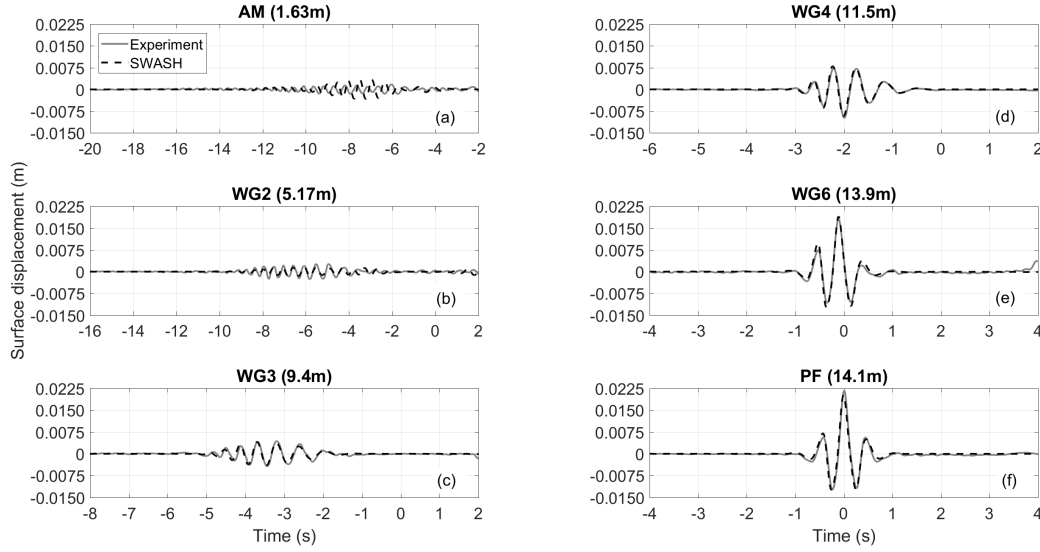 AM (1.63m)
0.0225
0.0150
0.0075
0
-0.0075
-0.0150
Experiment
SWASH
(a)
-20 -18 -16 -14 -12 -10 -8 -6 -4 -2
WG2 (5.17m)
0.0225
0.0150
0.0075
0
-0.0075
-0.0150
(b)
-16 -14 -12 -10 -8 -6 -4 -2 0 2
Surface displacement (m)
WG3 (9.4m)
0.0225
0.0150
0.0075
0
-0.0075
-0.0150
(c)
-8 -7 -6 -5 -4 -3 -2 -1 0 1 2
Time (s)
WG4 (11.5m)
0.0225
0.0150
0.0075
0
-0.0075
-0.0150
(d)
-6 -5 -4 -3 -2 -1 0 1 2
WG6 (13.9m)
0.0225
0.0150
0.0075
0
-0.0075
-0.0150
(e)
-4 -3 -2 -1 0 1 2 3 4
PF (14.1m)
0.0225
0.0150
0.0075
0
-0.0075
-0.0150
(f)
-4 -3 -2 -1 0 1 2 3 4
Time (s)